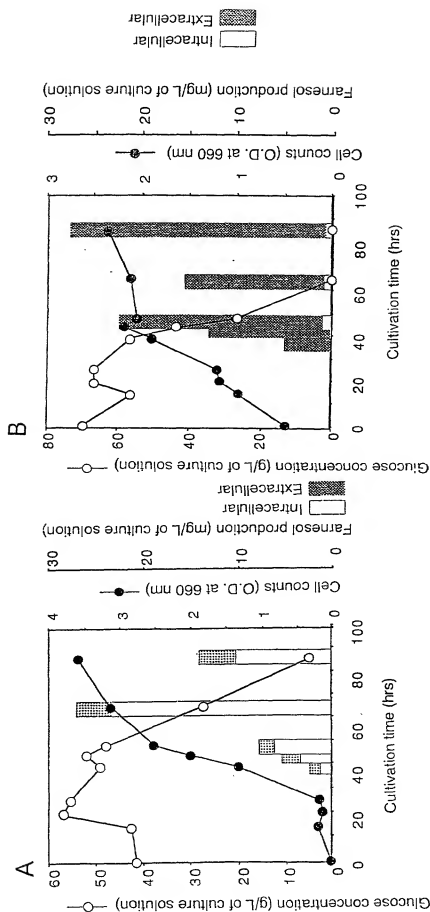 A
Glucose concentration (g/L of culture solution)
60
50
40
30
20
10
0
0
20
40
60
80
100
Cultivation time (hrs)
4
3
2
1
0
Cell counts (O.D. at 660 nm)
30
20
10
0
Farnesol production (mg/L of culture solution)
Intracellular
Extracellular
B
Glucose concentration (g/L of culture solution)
80
60
40
20
0
0
20
40
60
80
100
Cultivation time (hrs)
3
2
1
0
Cell counts (O.D. at 660 nm)
30
20
10
0
Farnesol production (mg/L of culture solution)
Intracellular
Extracellular